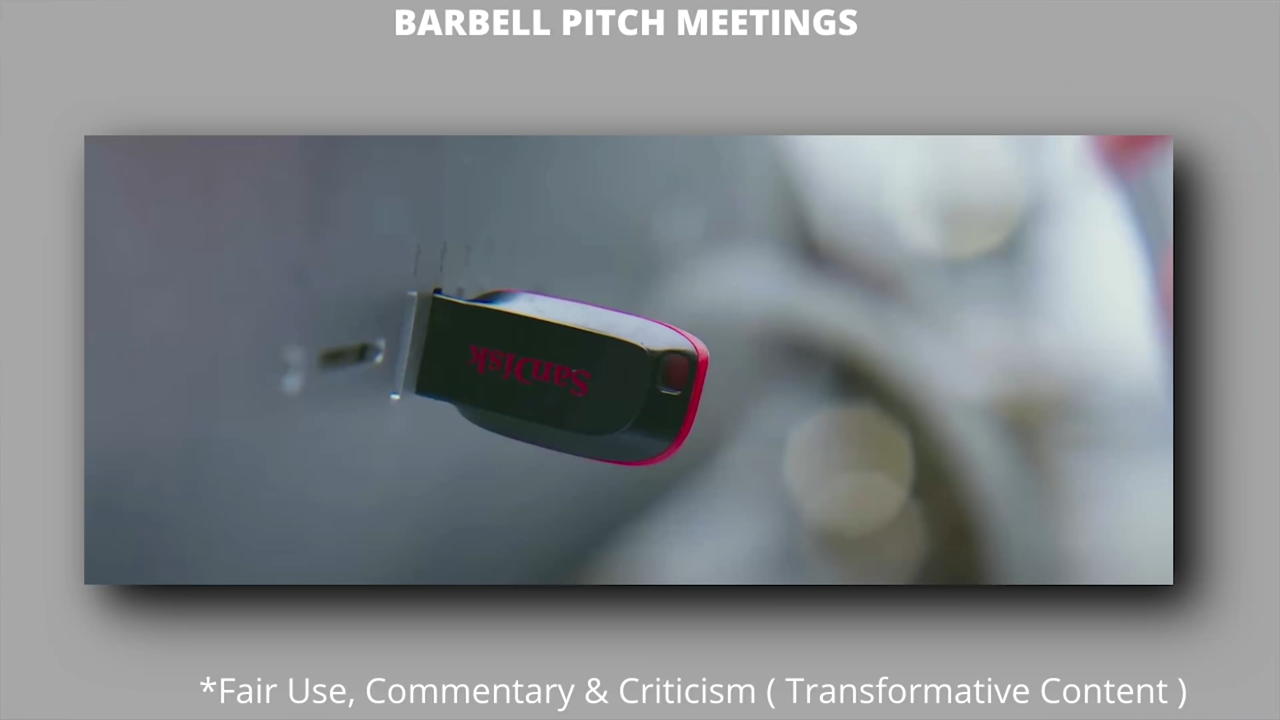 BARBELL PITCH MEETINGS
SanDisk
*Fair Use, Commentary & Criticism ( Transformative Content )